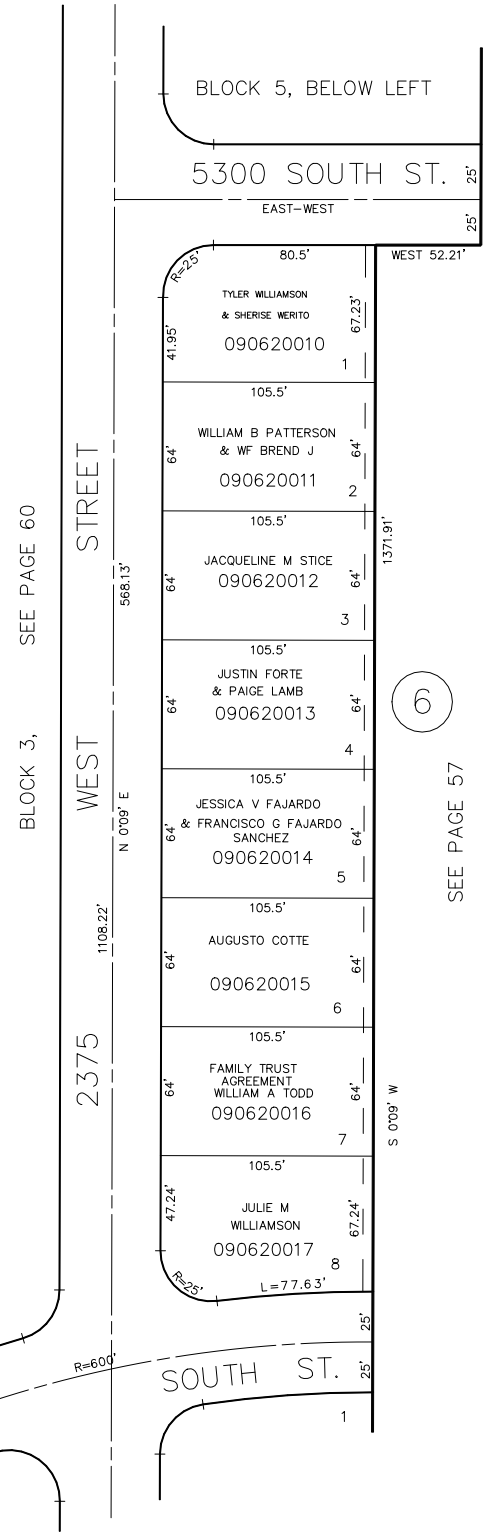 BLOCK 5, BELOW LEFT
5300 SOUTH ST.
25'
25'
EAST-WEST
R=25'
80.5'
WEST 52.21'
TYLER WILLIAMSON
& SHERISE WERITO
090620010
41.95'
67.23'
1
105.5'
WILLIAM B PATTERSON
& WF BREND J
090620011
64'
64'
2
105.5'
JACQUELINE M STICE
090620012
64'
64'
3
105.5'
JUSTIN FORTE
& PAIGE LAMB
090620013
64'
64'
4
105.5'
JESSICA V FAJARDO
& FRANCISCO G FAJARDO
SANCHEZ
090620014
64'
64'
5
105.5'
AUGUSTO COTTE
090620015
64'
64'
6
105.5'
FAMILY TRUST
AGREEMENT
WILLIAM A TODD
090620016
64'
64'
7
105.5'
JULIE M
WILLIAMSON
090620017
47.24'
67.24'
8
R=25'
L=77.63'
25'
25'
R=600'
SOUTH ST.
1
2375 WEST STREET
BLOCK 3, SEE PAGE 60
568.13'
N 0°09' E
1108.22'
1371.91'
6
SEE PAGE 57
S 0°09' W